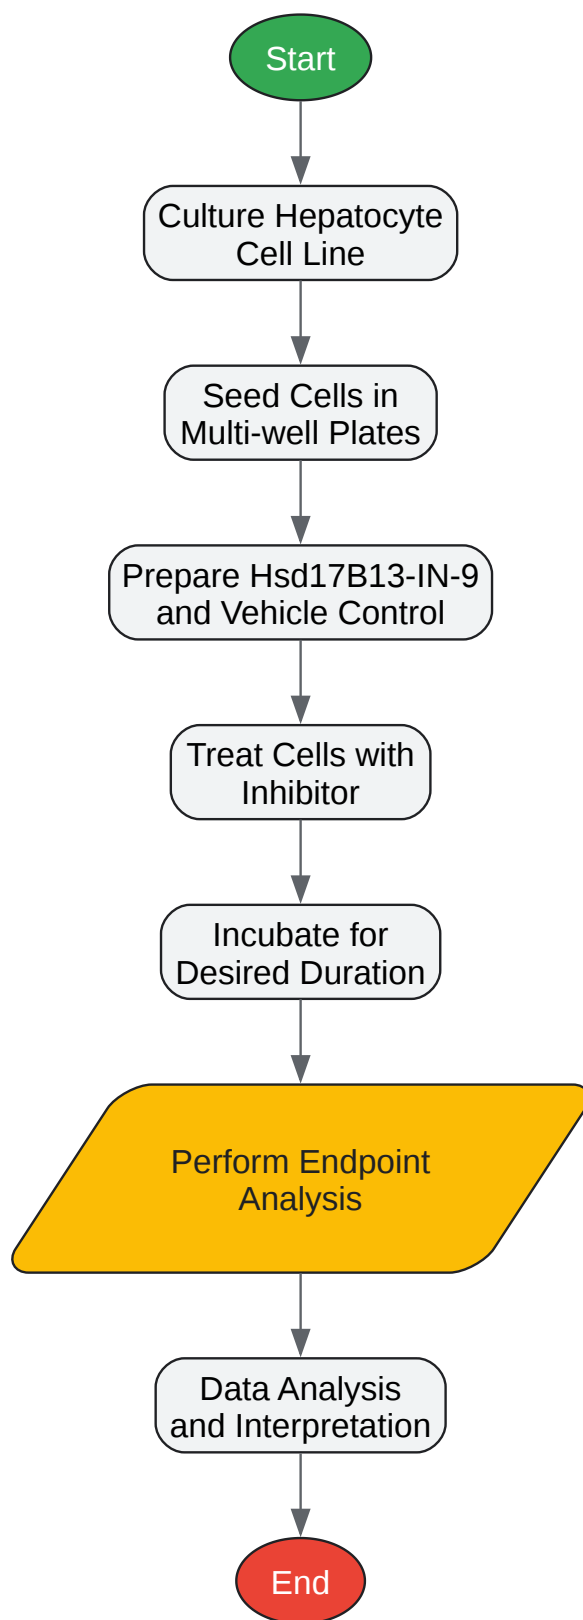 Start
Culture Hepatocyte
Cell Line
Seed Cells in
Multi-well Plates
Prepare Hsd17B13-IN-9
and Vehicle Control
Treat Cells with
Inhibitor
Incubate for
Desired Duration
Perform Endpoint
Analysis
Data Analysis
and Interpretation
End